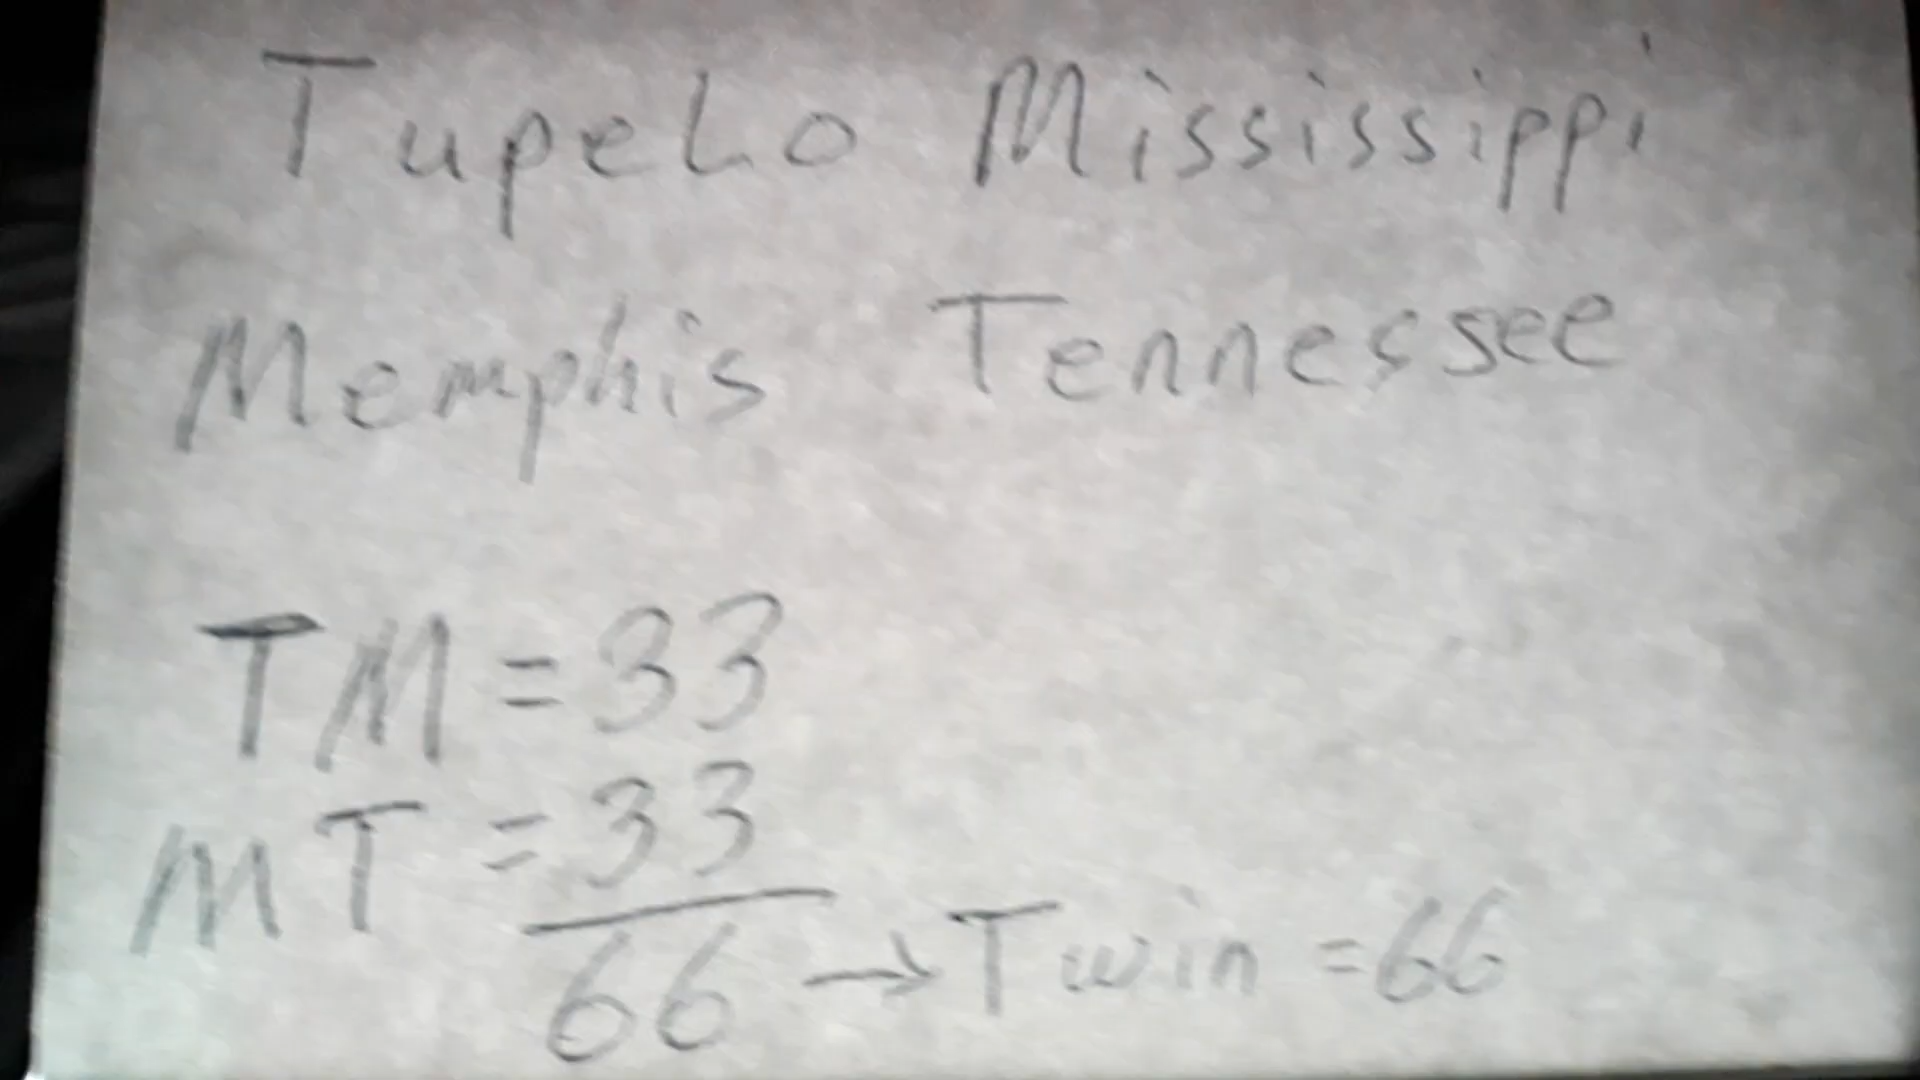 TupeLo Mississippi
Memphis Tennessee
TM = 33
MT = 33
66 → Twin = 66